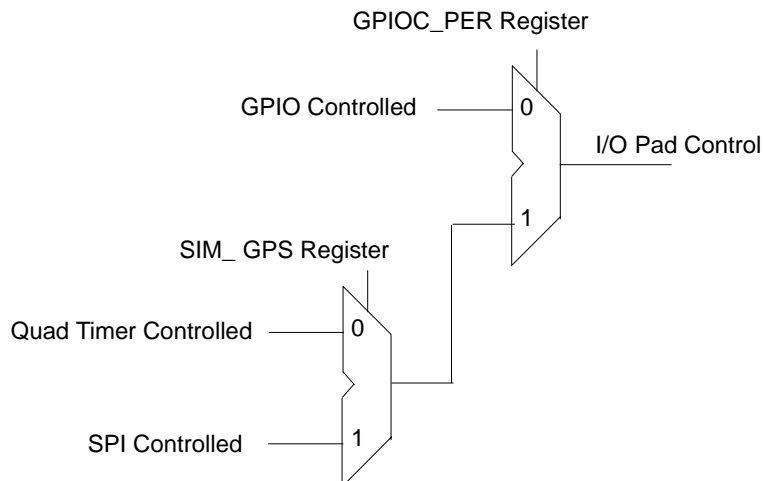 GPIOC_PER Register
GPIO Controlled
0
I/O Pad Control
1
SIM_ GPS Register
Quad Timer Controlled
0
SPI Controlled
1